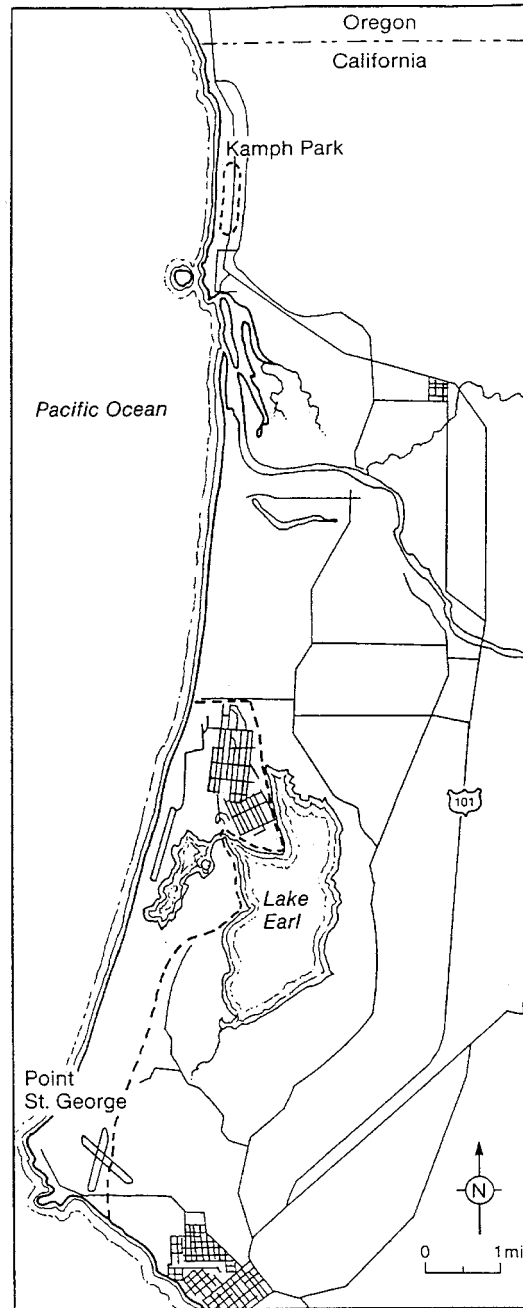 Oregon
California
Kamph Park
Pacific Ocean
101
Lake
Earl
Point
St. George
N
0 1 mi